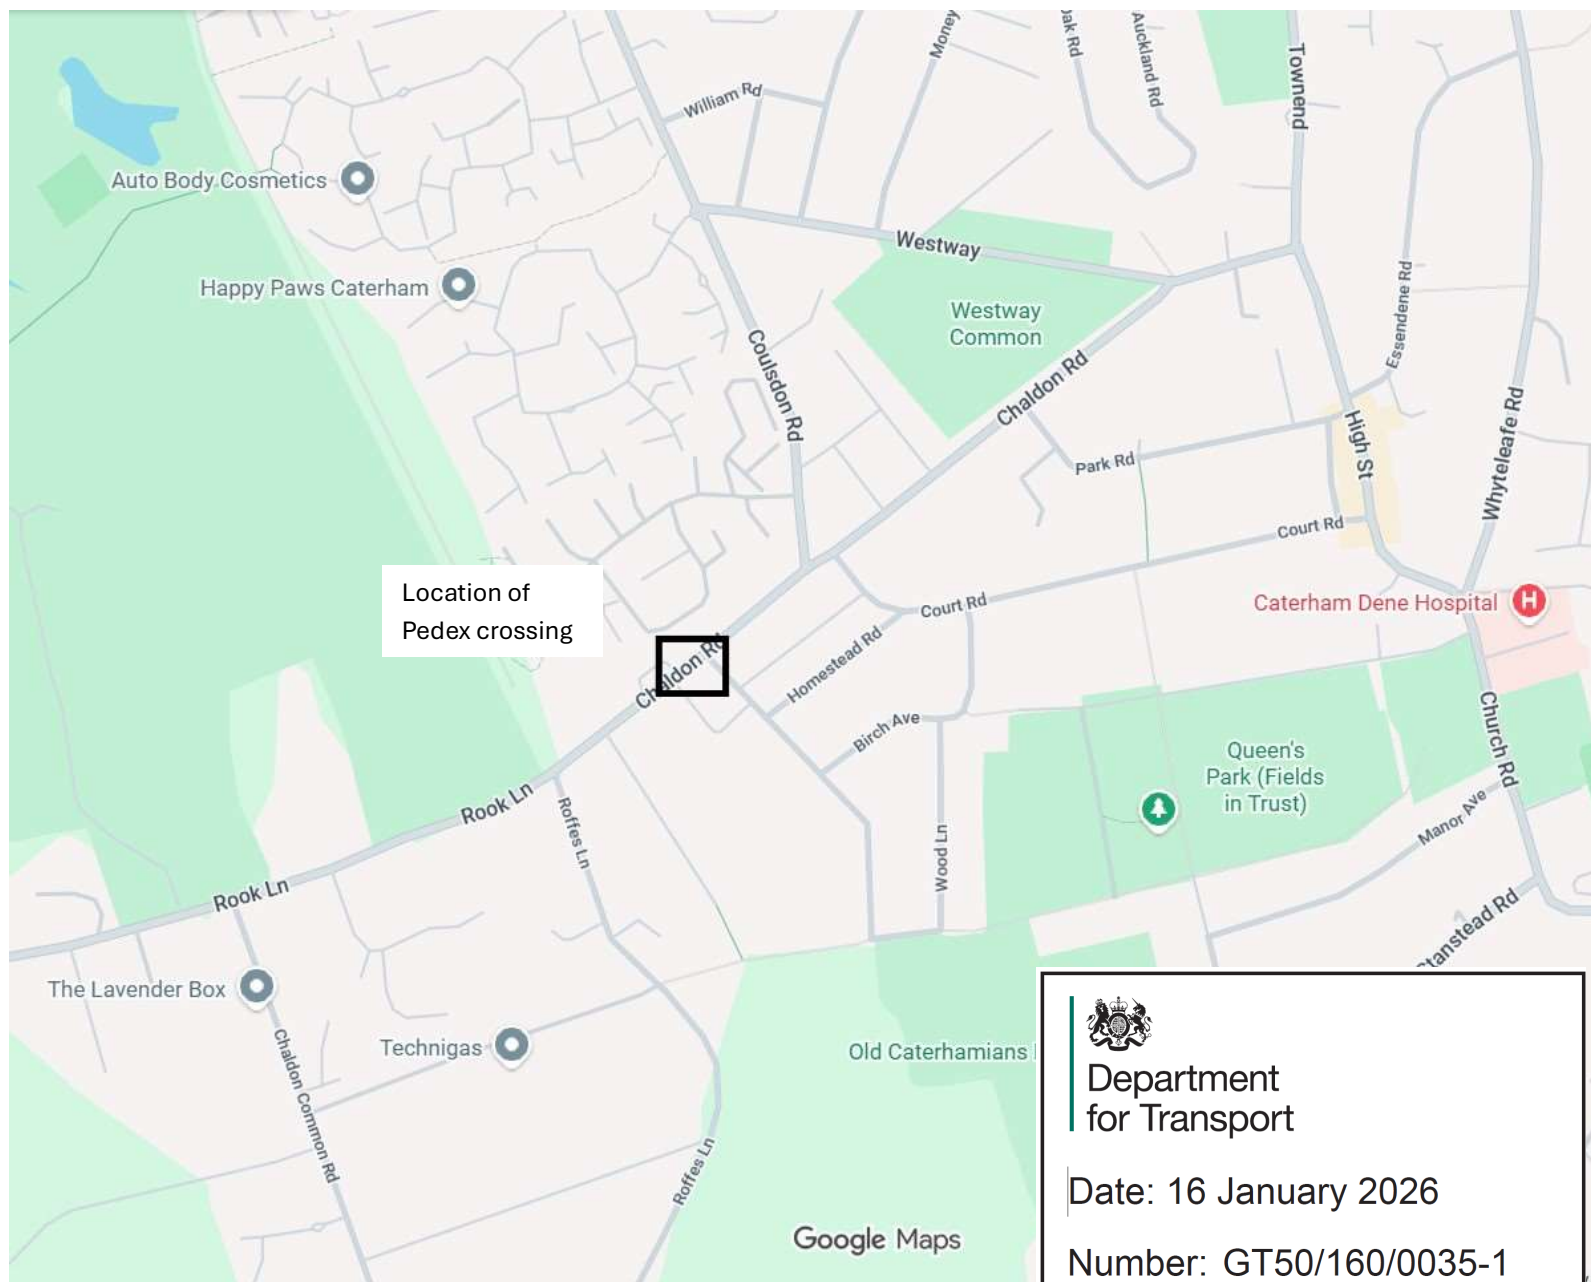 Money
Oak Rd
Auckland Rd
Townend
William Rd
Auto Body Cosmetics
Westway
Happy Paws Caterham
Westway
Common
Essendene Rd
Coulsdon Rd
Chaldon Rd
Whyteleafe Rd
High St
Park Rd
Court Rd
Location of
Pedex crossing
Court Rd
Caterham Dene Hospital
H
Homestead Rd
Chaldon Rd
Birch Ave
Church Rd
Queen's
Park (Fields
in Trust)
Rook Ln
Roffes Ln
Manor Ave
Wood Ln
Rook Ln
Stanstead Rd
The Lavender Box
Technigas
Chaldon Common Rd
Old Caterhamians
Roffes Ln
Google Maps
Department
for Transport
Date: 16 January 2026
Number: GT50/160/0035-1